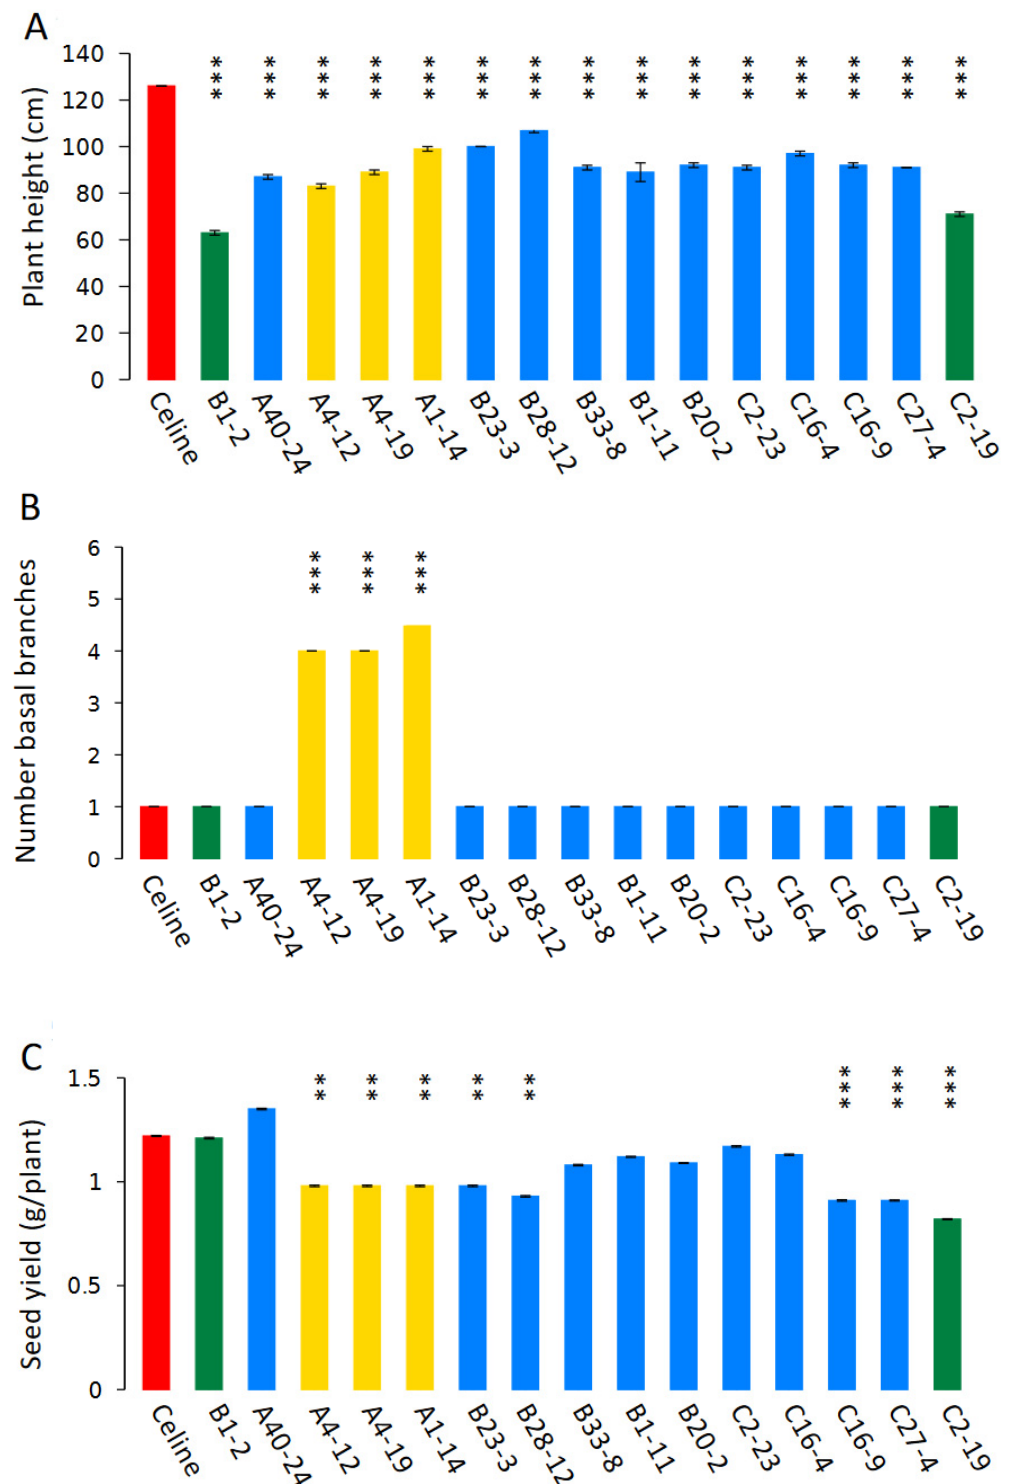 A
Plant height (cm)
140
120
100
80
60
40
20
0
*** *** *** *** *** *** *** *** *** *** *** *** *** *** ***
Celine B1-2 A40-24 A4-12 A4-19 A1-14 B23-3 B28-12 B33-8 B1-11 B20-2 C2-23 C16-4 C16-9 C27-4 C2-19
B
Number basal branches
6
5
4
3
2
1
0
*** *** ***
Celine B1-2 A40-24 A4-12 A4-19 A1-14 B23-3 B28-12 B33-8 B1-11 B20-2 C2-23 C16-4 C16-9 C27-4 C2-19
C
Seed yield (g/plant)
1.5
1
0.5
0
** ** ** ** ** *** *** ***
Celine B1-2 A40-24 A4-12 A4-19 A1-14 B23-3 B28-12 B33-8 B1-11 B20-2 C2-23 C16-4 C16-9 C27-4 C2-19